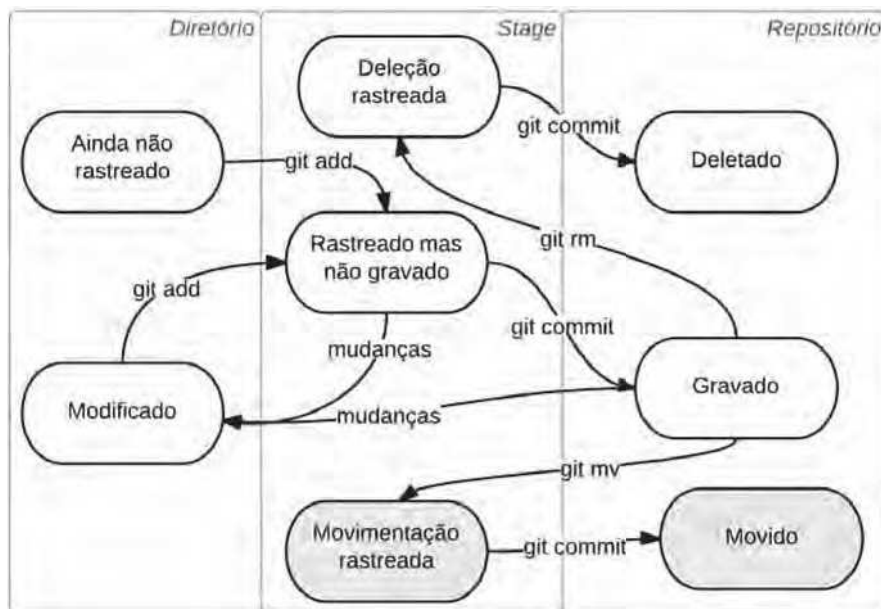 Diretório
Stage
Repositório
Deleção
rastreada
git commit
Ainda não
rastreado
git add
Deletado
Rastreado mas
não gravado
git rm
git add
git commit
mudanças
Gravado
Modificado
mudanças
git mv
Movimentação
rastreada
git commit
Movido